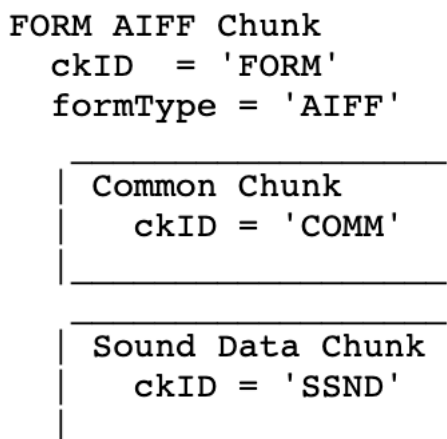 FORM AIFF Chunk
ckID = 'FORM'
formType = 'AIFF'
Common Chunk
ckID = 'COMM'
Sound Data Chunk
ckID = 'SSND'